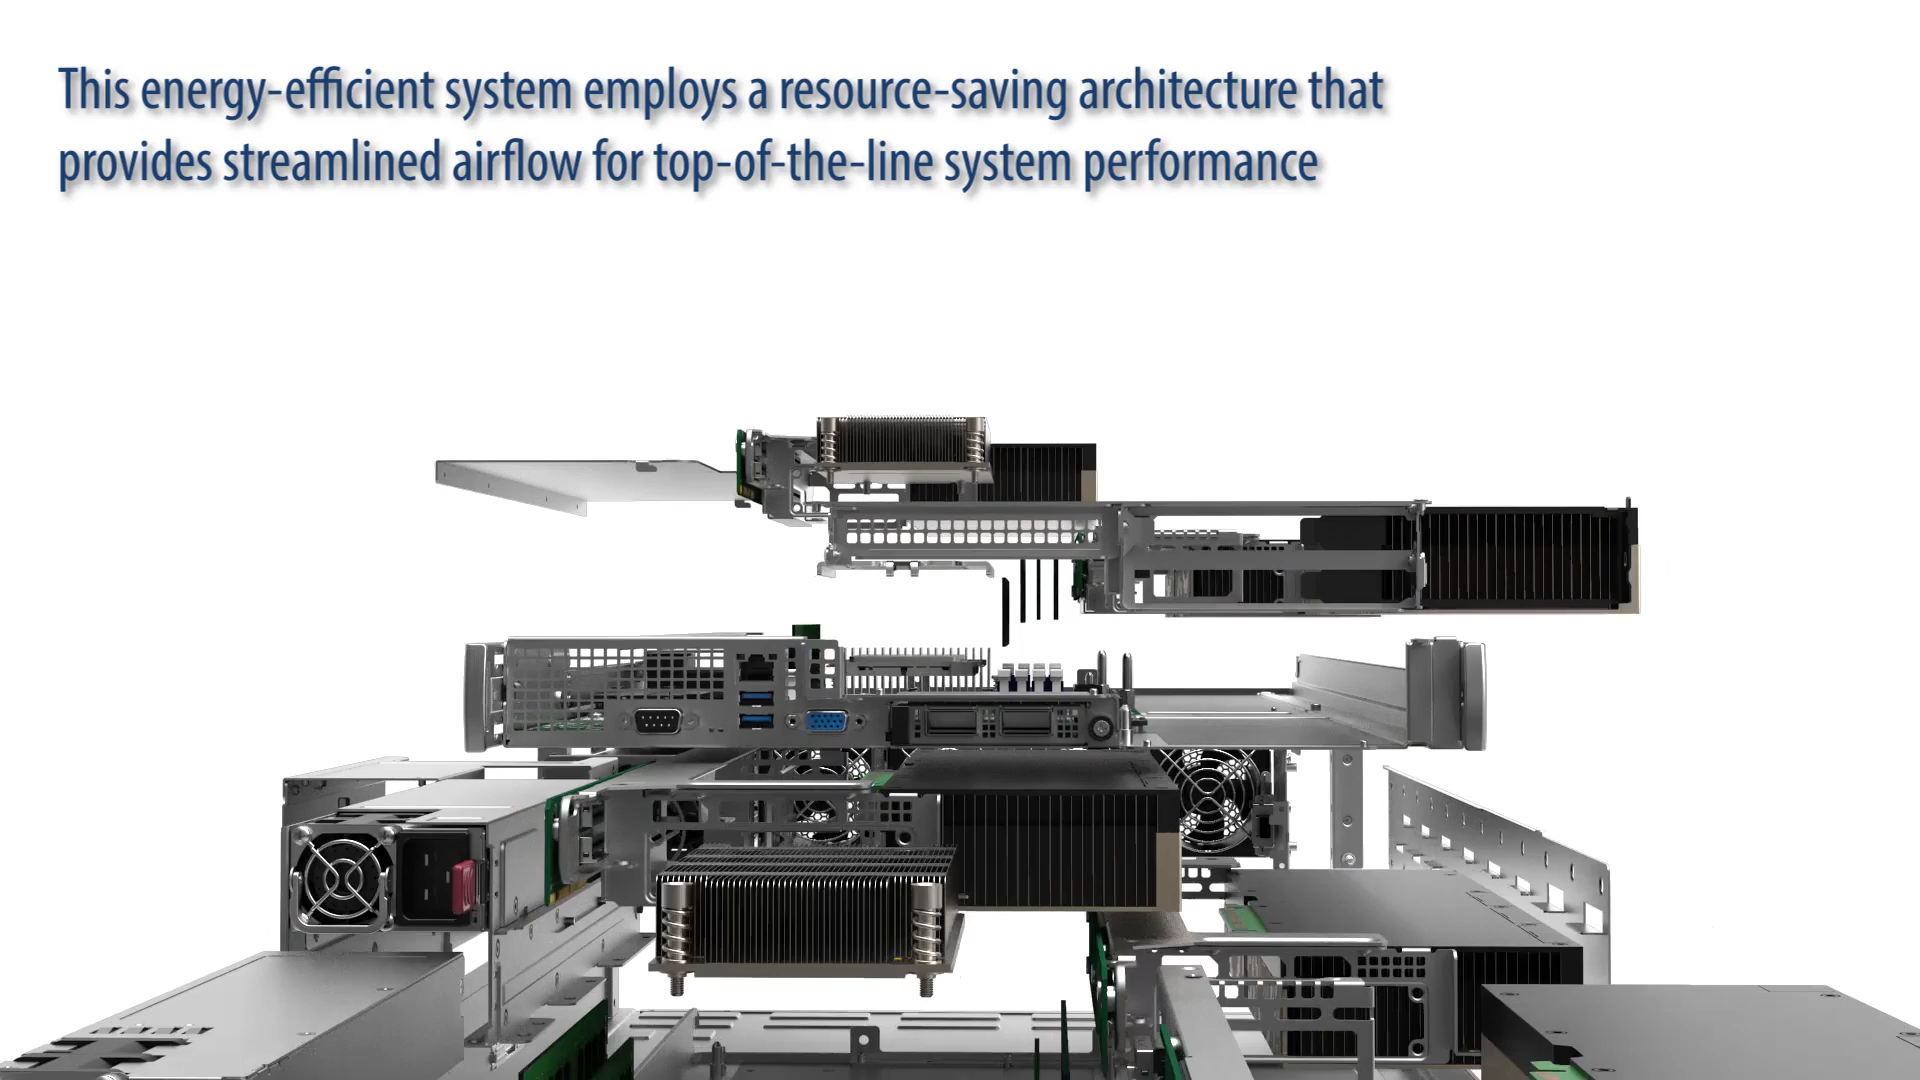 This energy-efficient system employs a resource-saving architecture that
provides streamlined airflow for top-of-the-line system performance